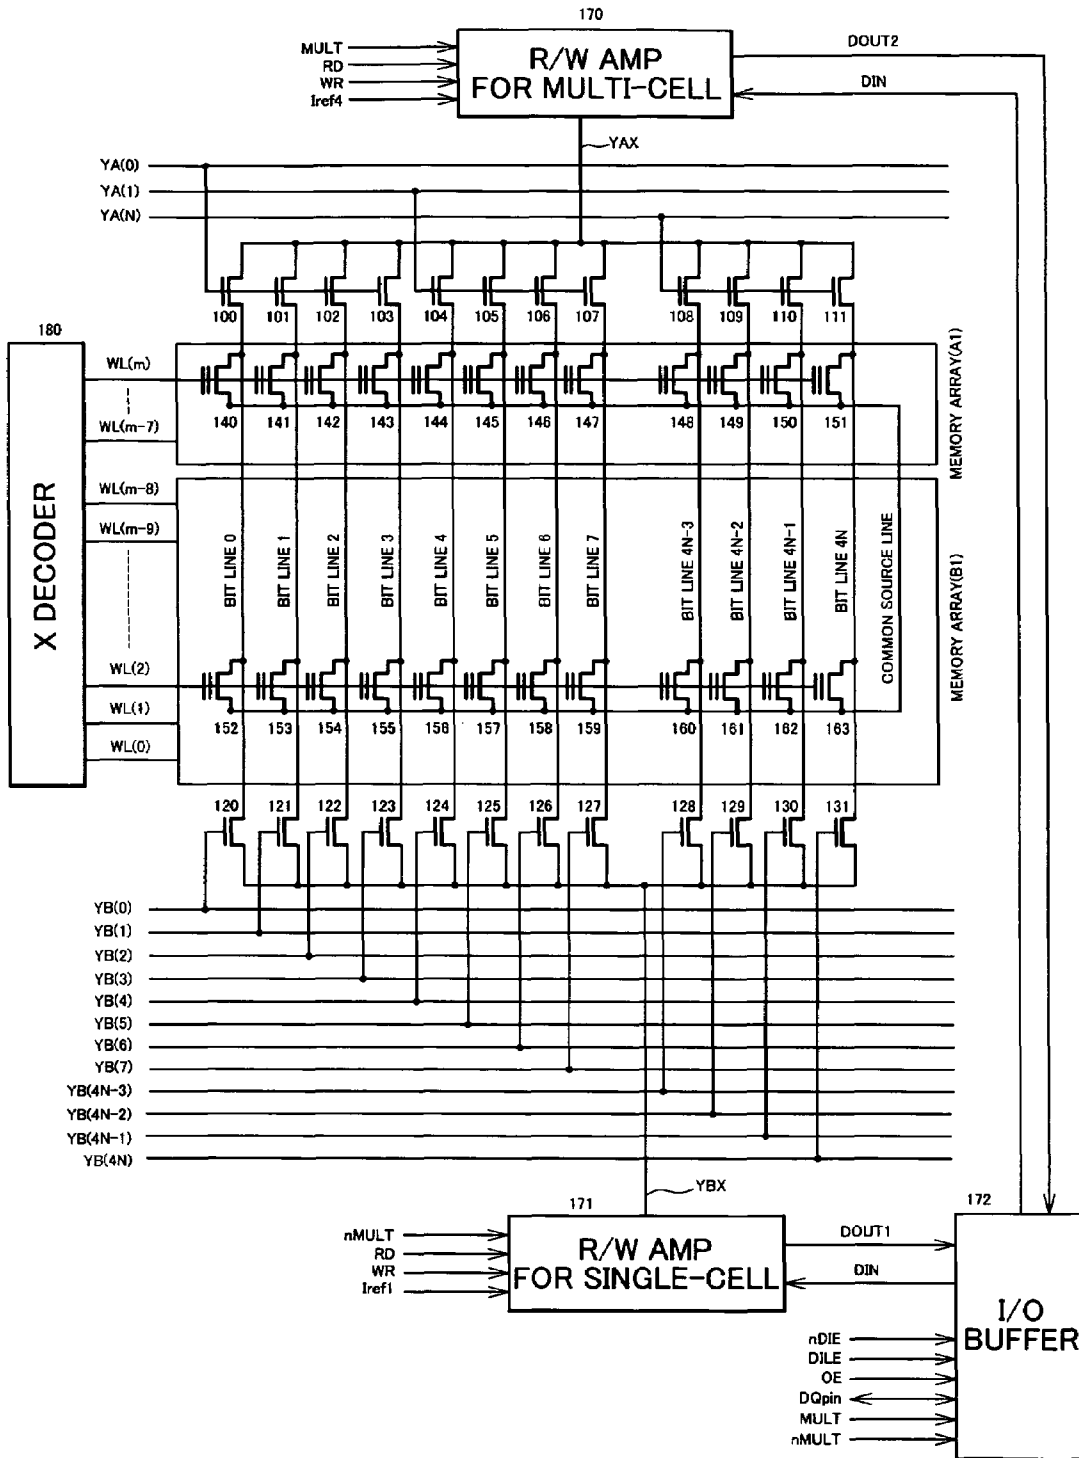 170
MULT
RD
WR
Iref4
R/W AMP
FOR MULTI-CELL
DOUT2
DIN
YAX
YA(0)
YA(1)
YA(N)
100 101 102 103 104 105 106 107 108 109 110 111
180
X DECODER
WL(m)
WL(m-7)
WL(m-8)
WL(m-9)
WL(2)
WL(1)
WL(0)
140 141 142 143 144 145 146 147 148 149 150 151
MEMORY ARRAY(A1)
BIT LINE 0
BIT LINE 1
BIT LINE 2
BIT LINE 3
BIT LINE 4
BIT LINE 5
BIT LINE 6
BIT LINE 7
BIT LINE 4N-3
BIT LINE 4N-2
BIT LINE 4N-1
BIT LINE 4N
COMMON SOURCE LINE
MEMORY ARRAY(B1)
152 153 154 155 156 157 158 159 160 161 162 163
120 121 122 123 124 125 126 127 128 129 130 131
YB(0)
YB(1)
YB(2)
YB(3)
YB(4)
YB(5)
YB(6)
YB(7)
YB(4N-3)
YB(4N-2)
YB(4N-1)
YB(4N)
YBX
171
nMULT
RD
WR
Iref1
R/W AMP
FOR SINGLE-CELL
DOUT1
DIN
172
I/O
BUFFER
nDIE
DILE
OE
DQpin
MULT
nMULT